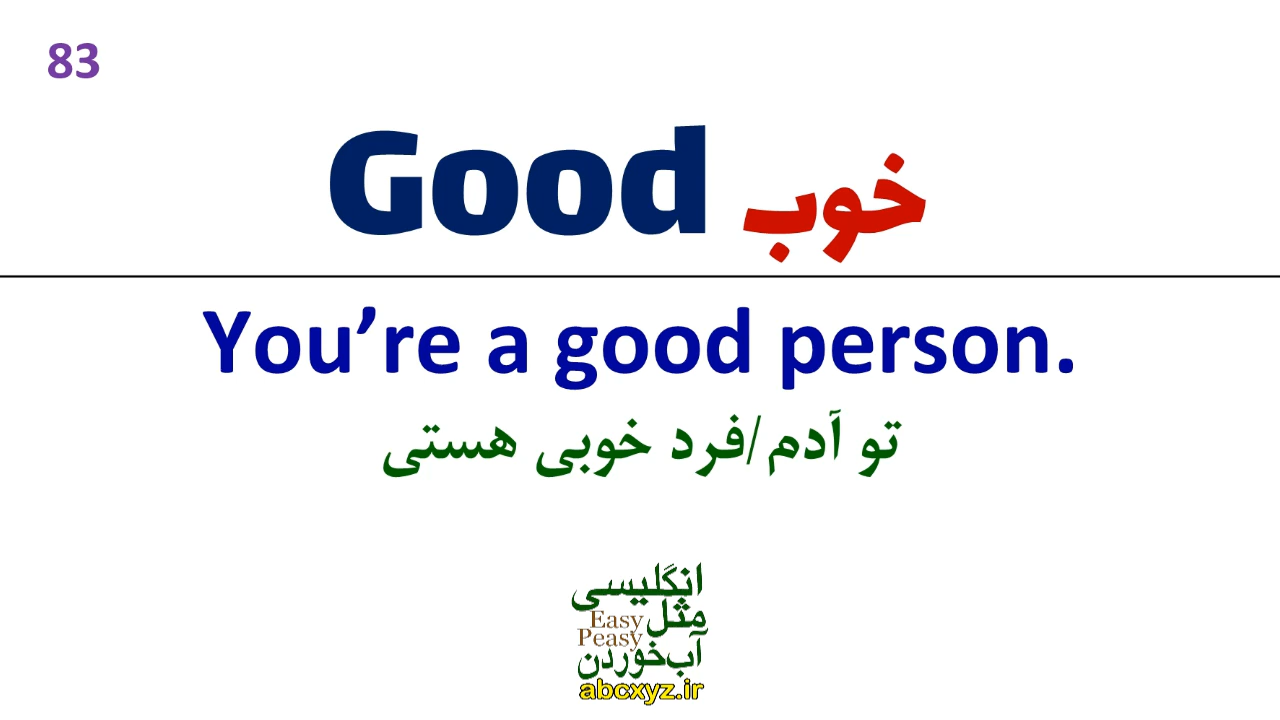 83
Good خوب
You’re a good person.
تو آدم/فرد خوبی هستی
انگلیسی
مثل
Easy
Peasy
آب‌خوردن
abcxyz.ir